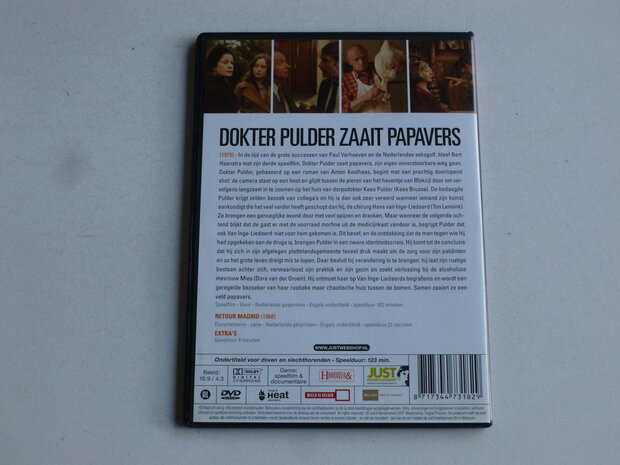 DOKTER PULDER ZAAIT PAPAVERS
(1975) - In de tijd van de grote successen van Paul Verhoeven en de Nederlandse seksgolf, bleef Bert
Haanstra met zijn derde speelfilm, Dokter Pulder zaait papavers, zijn eigen onverstoorbare weg gaan.
Dokter Pulder, gebaseerd op een roman van Anton Koolhaas, begint met een prachtig doorlopend
shot: de camera staat op een boot en glijdt tussen de pieren van het haventje van Blokzijl door om ver-
volgens langzaam in te zoomen op het huis van dorpsdokter Kees Pulder (Kees Brusse). De bedaagde
Pulder krijgt zelden bezoek van collega's en hij is dan ook zeer vereerd wanneer iemand zijn komst
aankondigt die het veel verder heeft geschopt dan hij, de chirurg Hans van Inge-Liedaerd (Ton Lensink).
Ze brengen een genoeglijke avond door met veel spijzen en dranken. Maar wanneer de volgende och-
tend blijkt dat de gast er met de voorraad morfine uit de medicijnkast vandoor is, begrijpt Pulder dat
ook Van Inge-Liedaerd niet voor hem gekomen is. Dit besef, en de ontdekking dat de man tegen wie hij
had opgekeken aan de drugs is, brengen Pulder in een zware identiteitscrisis. Hij komt tot de conclusie
dat hij zich in zijn afgelegen plattelandsgemeente teveel druk maakt om de zorg voor zijn patiënten
en zo het grote leven dreigt mis te lopen. Daar besluit hij verandering in te brengen: hij laat zijn rustige
bestaan achter zich, verwaarloost zijn praktijk en zijn gezin en zoekt verlossing bij de alcoholiste
mevrouw Mies (Dora van der Groen). Hij ontmoet haar op Van Inge-Liedaerds begrafenis en wordt een
geregelde bezoeker van haar rustieke maar chaotische huis tussen de bomen. Samen zaaien ze een
veld papavers.
Speelfilm - kleur - Nederlands gesproken - Engels ondertiteld - speelduur 102 minuten
RETOUR MADRID (1968)
Documentaire - zw/w - Nederlands gesproken - Engels ondertiteld - speelduur 21 minuten
EXTRA'S
Speelduur 9 minuten
WWW.JUSTWEBSHOP.NL
Ondertiteld voor doven en slechthorenden • Speelduur: 123 min.
Beeld:
16:9 / 4:3
DOLBY
DIGITAL
Genre:
speelfilm &
documentaire
JUST
ENTERTAINMENT
AL
DVD
Heat
BEELD EN GELUID
8 717344 731829